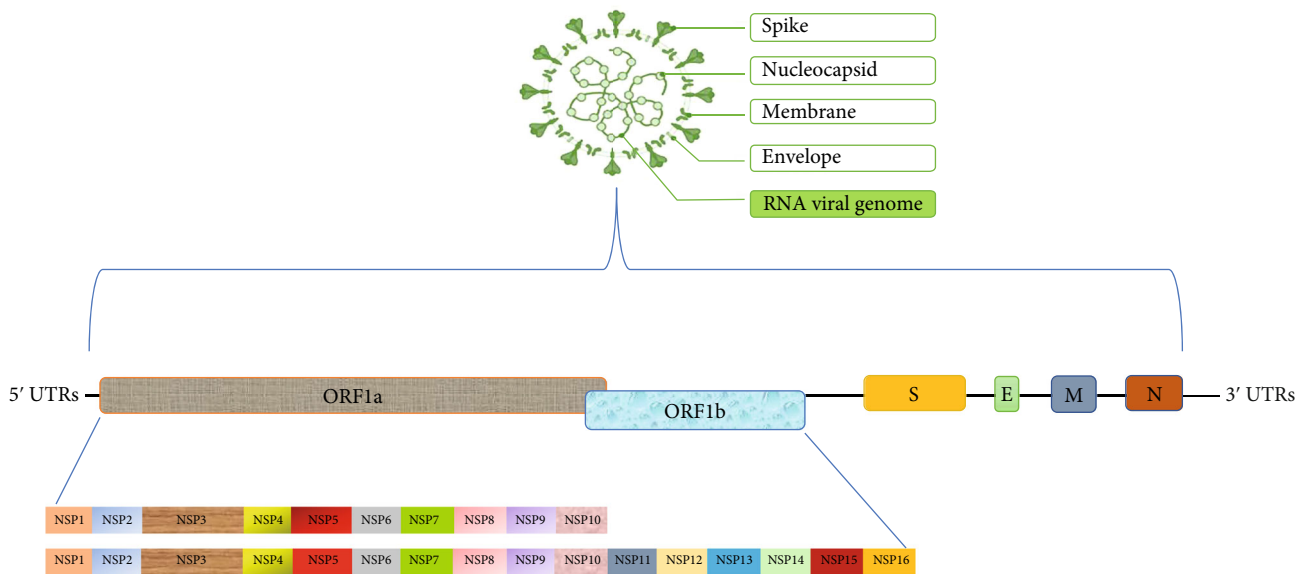 Spike
Nucleocapsid
Membrane
Envelope
RNA viral genome
5′ UTRs ORF1a ORF1b S E M N 3′ UTRs
NSP1 NSP2 NSP3 NSP4 NSP5 NSP6 NSP7 NSP8 NSP9 NSP10
NSP1 NSP2 NSP3 NSP4 NSP5 NSP6 NSP7 NSP8 NSP9 NSP10 NSP11 NSP12 NSP13 NSP14 NSP15 NSP16